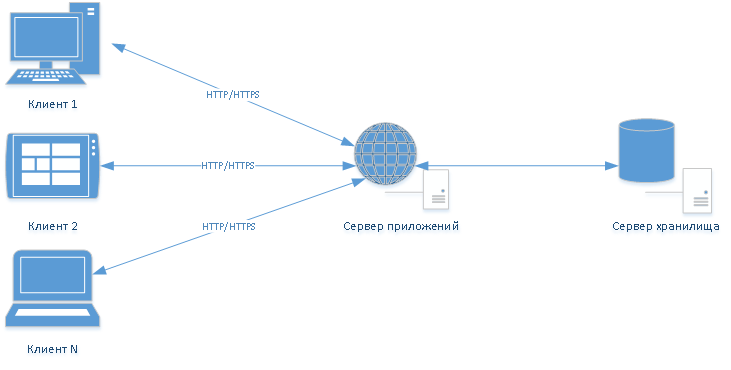 HTTP/HTTPS
Клиент 1
HTTP/HTTPS
Клиент 2
HTTP/HTTPS
Сервер приложений
Сервер хранилища
Клиент N